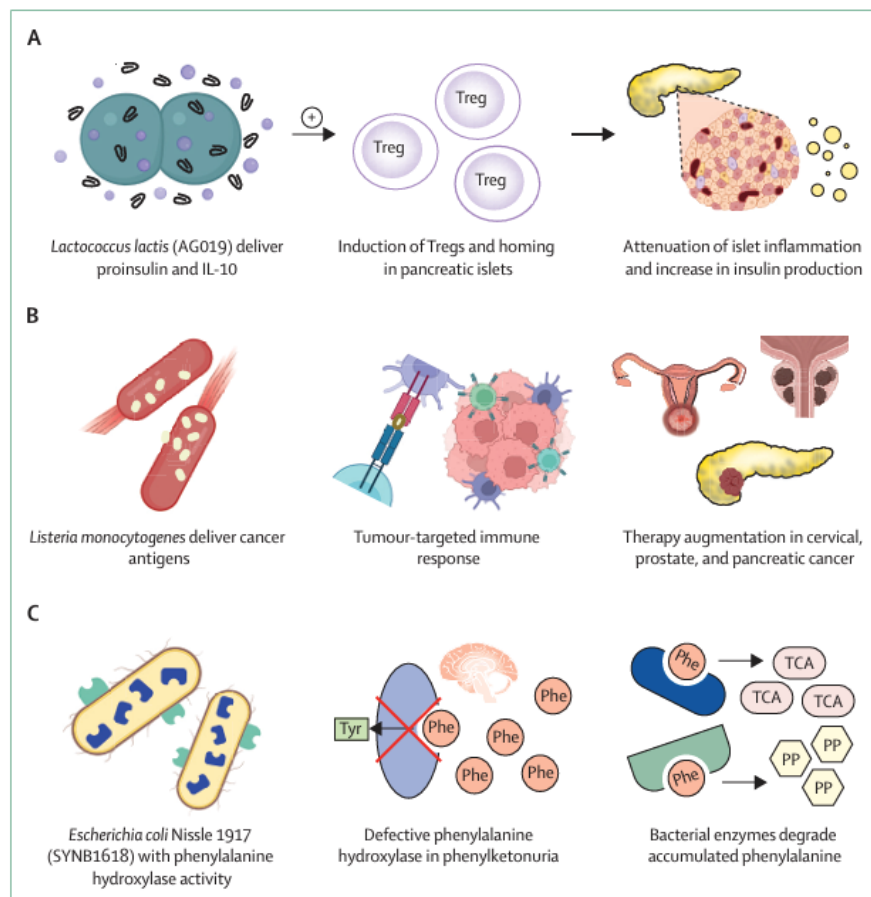 A
Treg
Treg
Treg
Lactococcus lactis (AG019) deliver
proinsulin and IL-10
Induction of Tregs and homing
in pancreatic islets
Attenuation of islet inflammation
and increase in insulin production
B
Listeria monocytogenes deliver cancer
antigens
Tumour-targeted immune
response
Therapy augmentation in cervical,
prostate, and pancreatic cancer
C
Tyr
Phe
Phe
Phe
Phe
Phe
Phe
TCA
TCA
TCA
Phe
PP
PP
PP
Escherichia coli Nissle 1917
(SYNB1618) with phenylalanine
hydroxylase activity
Defective phenylalanine
hydroxylase in phenylketonuria
Bacterial enzymes degrade
accumulated phenylalanine